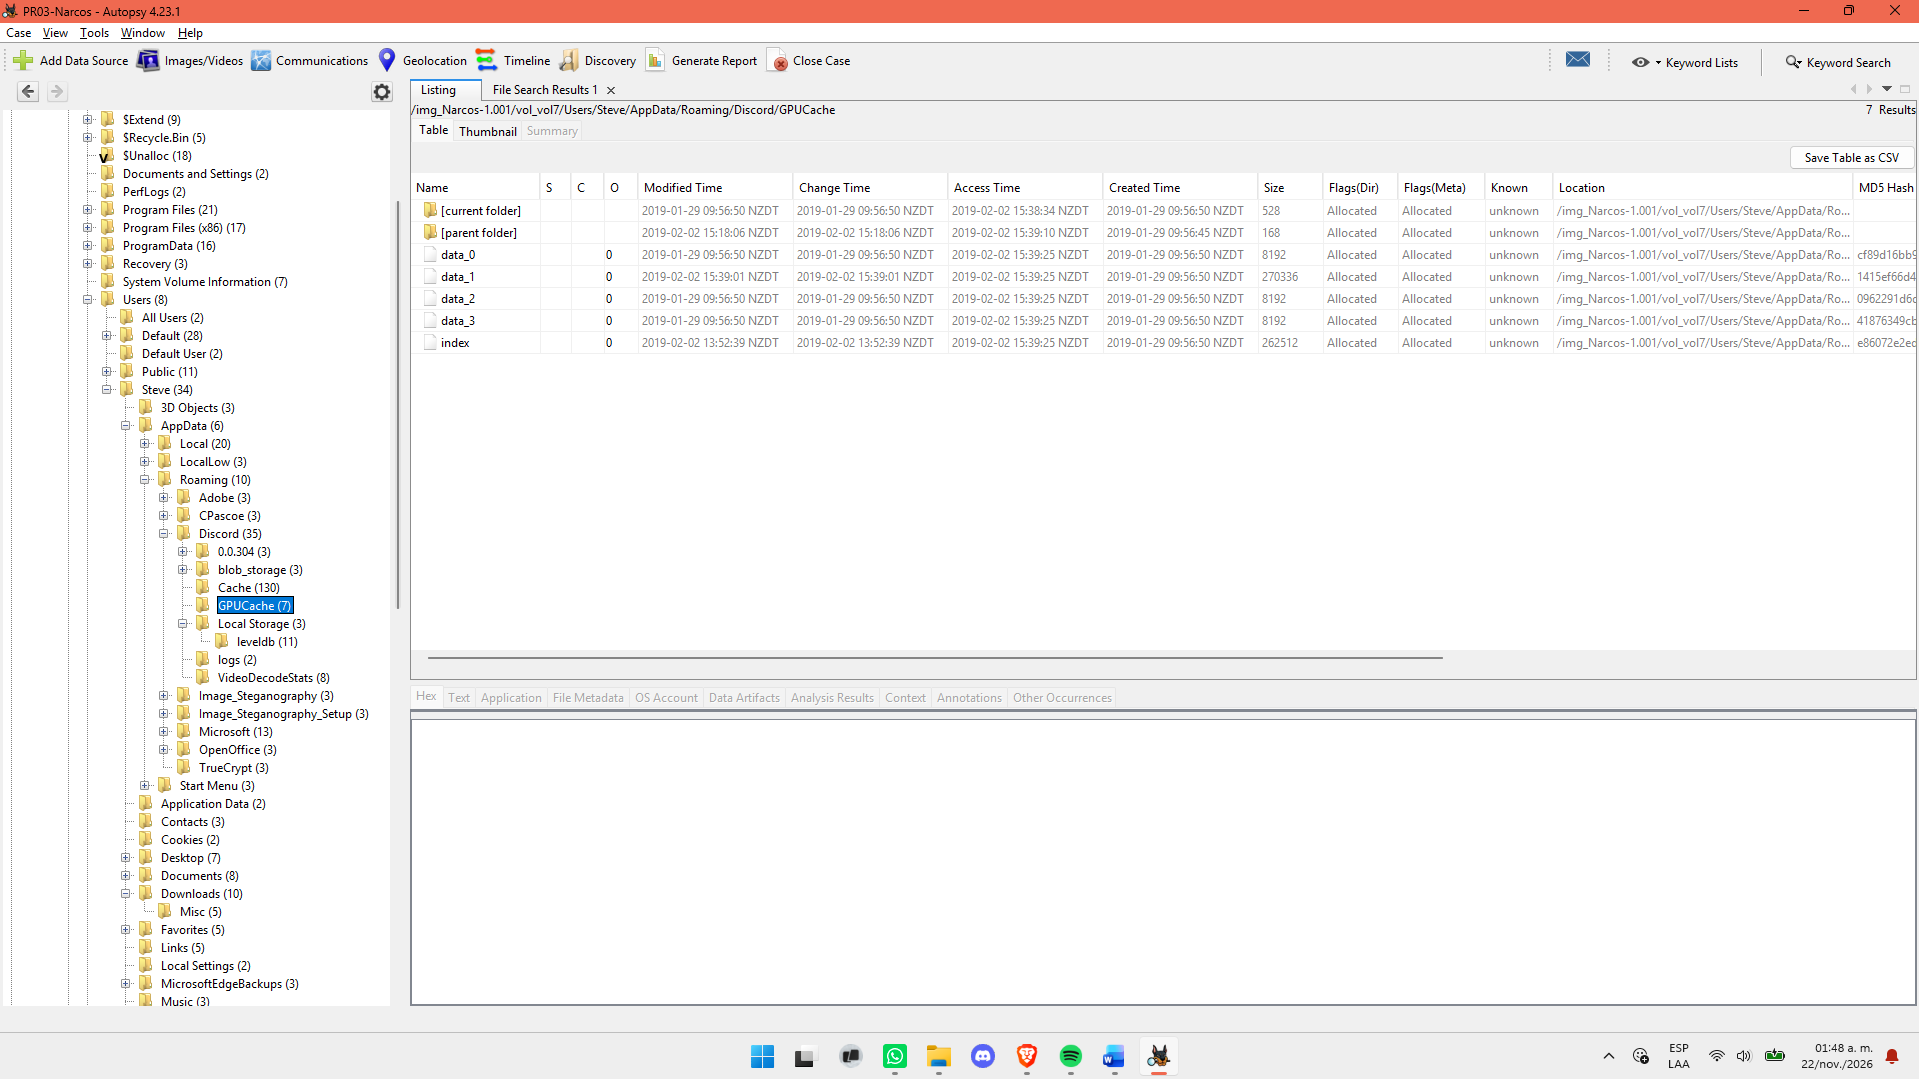 PR03-Narcos - Autopsy 4.23.1
Case View Tools Window Help
Add Data Source Images/Videos Communications Geolocation Timeline Discovery Generate Report Close Case Keyword Lists Keyword Search
Listing File Search Results 1
/img_Narcos-1.001/vol_vol7/Users/Steve/AppData/Roaming/Discord/GPUCache 7 Results
Table Thumbnail Summary
Save Table as CSV
Name S C O Modified Time Change Time Access Time Created Time Size Flags(Dir) Flags(Meta) Known Location MD5 Hash
[current folder] 2019-01-29 09:56:50 NZDT 2019-01-29 09:56:50 NZDT 2019-02-02 15:38:34 NZDT 2019-01-29 09:56:50 NZDT 528 Allocated Allocated unknown /img_Narcos-1.001/vol_vol7/Users/Steve/AppData/Ro...
[parent folder] 2019-02-02 15:18:06 NZDT 2019-02-02 15:18:06 NZDT 2019-02-02 15:39:10 NZDT 2019-01-29 09:56:45 NZDT 168 Allocated Allocated unknown /img_Narcos-1.001/vol_vol7/Users/Steve/AppData/Ro...
data_0 0 2019-01-29 09:56:50 NZDT 2019-01-29 09:56:50 NZDT 2019-02-02 15:39:25 NZDT 2019-01-29 09:56:50 NZDT 8192 Allocated Allocated unknown /img_Narcos-1.001/vol_vol7/Users/Steve/AppData/Ro... cf89d16bb9
data_1 0 2019-02-02 15:39:01 NZDT 2019-02-02 15:39:01 NZDT 2019-02-02 15:39:25 NZDT 2019-01-29 09:56:50 NZDT 270336 Allocated Allocated unknown /img_Narcos-1.001/vol_vol7/Users/Steve/AppData/Ro... 1415ef66d4
data_2 0 2019-01-29 09:56:50 NZDT 2019-01-29 09:56:50 NZDT 2019-02-02 15:39:25 NZDT 2019-01-29 09:56:50 NZDT 8192 Allocated Allocated unknown /img_Narcos-1.001/vol_vol7/Users/Steve/AppData/Ro... 0962291d6c
data_3 0 2019-01-29 09:56:50 NZDT 2019-01-29 09:56:50 NZDT 2019-02-02 15:39:25 NZDT 2019-01-29 09:56:50 NZDT 8192 Allocated Allocated unknown /img_Narcos-1.001/vol_vol7/Users/Steve/AppData/Ro... 41876349cb
index 0 2019-02-02 13:52:39 NZDT 2019-02-02 13:52:39 NZDT 2019-02-02 15:39:25 NZDT 2019-01-29 09:56:50 NZDT 262512 Allocated Allocated unknown /img_Narcos-1.001/vol_vol7/Users/Steve/AppData/Ro... e86072e2ec
$Extend (9)
$Recycle.Bin (5)
$Unalloc (18)
Documents and Settings (2)
PerfLogs (2)
Program Files (21)
Program Files (x86) (17)
ProgramData (16)
Recovery (3)
System Volume Information (7)
Users (8)
All Users (2)
Default (28)
Default User (2)
Public (11)
Steve (34)
3D Objects (3)
AppData (6)
Local (20)
LocalLow (3)
Roaming (10)
Adobe (3)
CPascoe (3)
Discord (35)
0.0.304 (3)
blob_storage (3)
Cache (130)
GPUCache (7)
Local Storage (3)
leveldb (11)
logs (2)
VideoDecodeStats (8)
Image_Steganography (3)
Image_Steganography_Setup (3)
Microsoft (13)
OpenOffice (3)
TrueCrypt (3)
Start Menu (3)
Application Data (2)
Contacts (3)
Cookies (2)
Desktop (7)
Documents (8)
Downloads (10)
Misc (5)
Favorites (5)
Links (5)
Local Settings (2)
MicrosoftEdgeBackups (3)
Music (3)
Hex Text Application File Metadata OS Account Data Artifacts Analysis Results Context Annotations Other Occurrences
ESP
LAA
01:48 a. m.
22/nov./2026